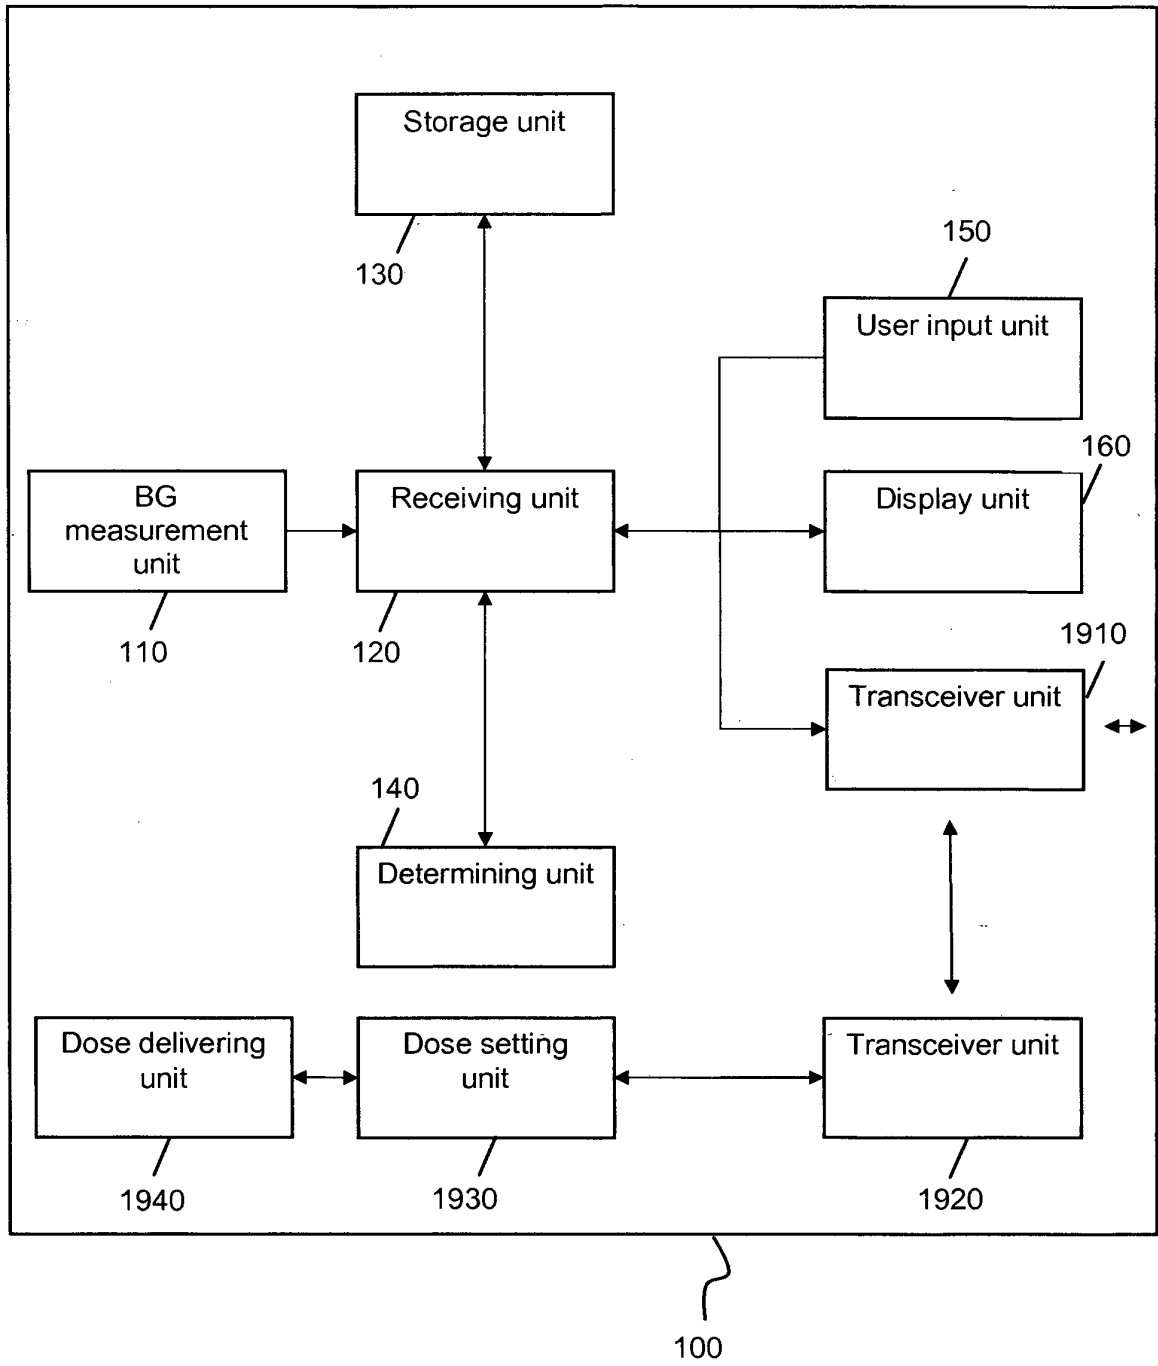 Storage unit
130
150
User input unit
160
BG
measurement
unit
Receiving unit
Display unit
110
120
1910
Transceiver unit
140
Determining unit
Dose delivering
unit
Dose setting
unit
Transceiver unit
1940
1930
1920
100